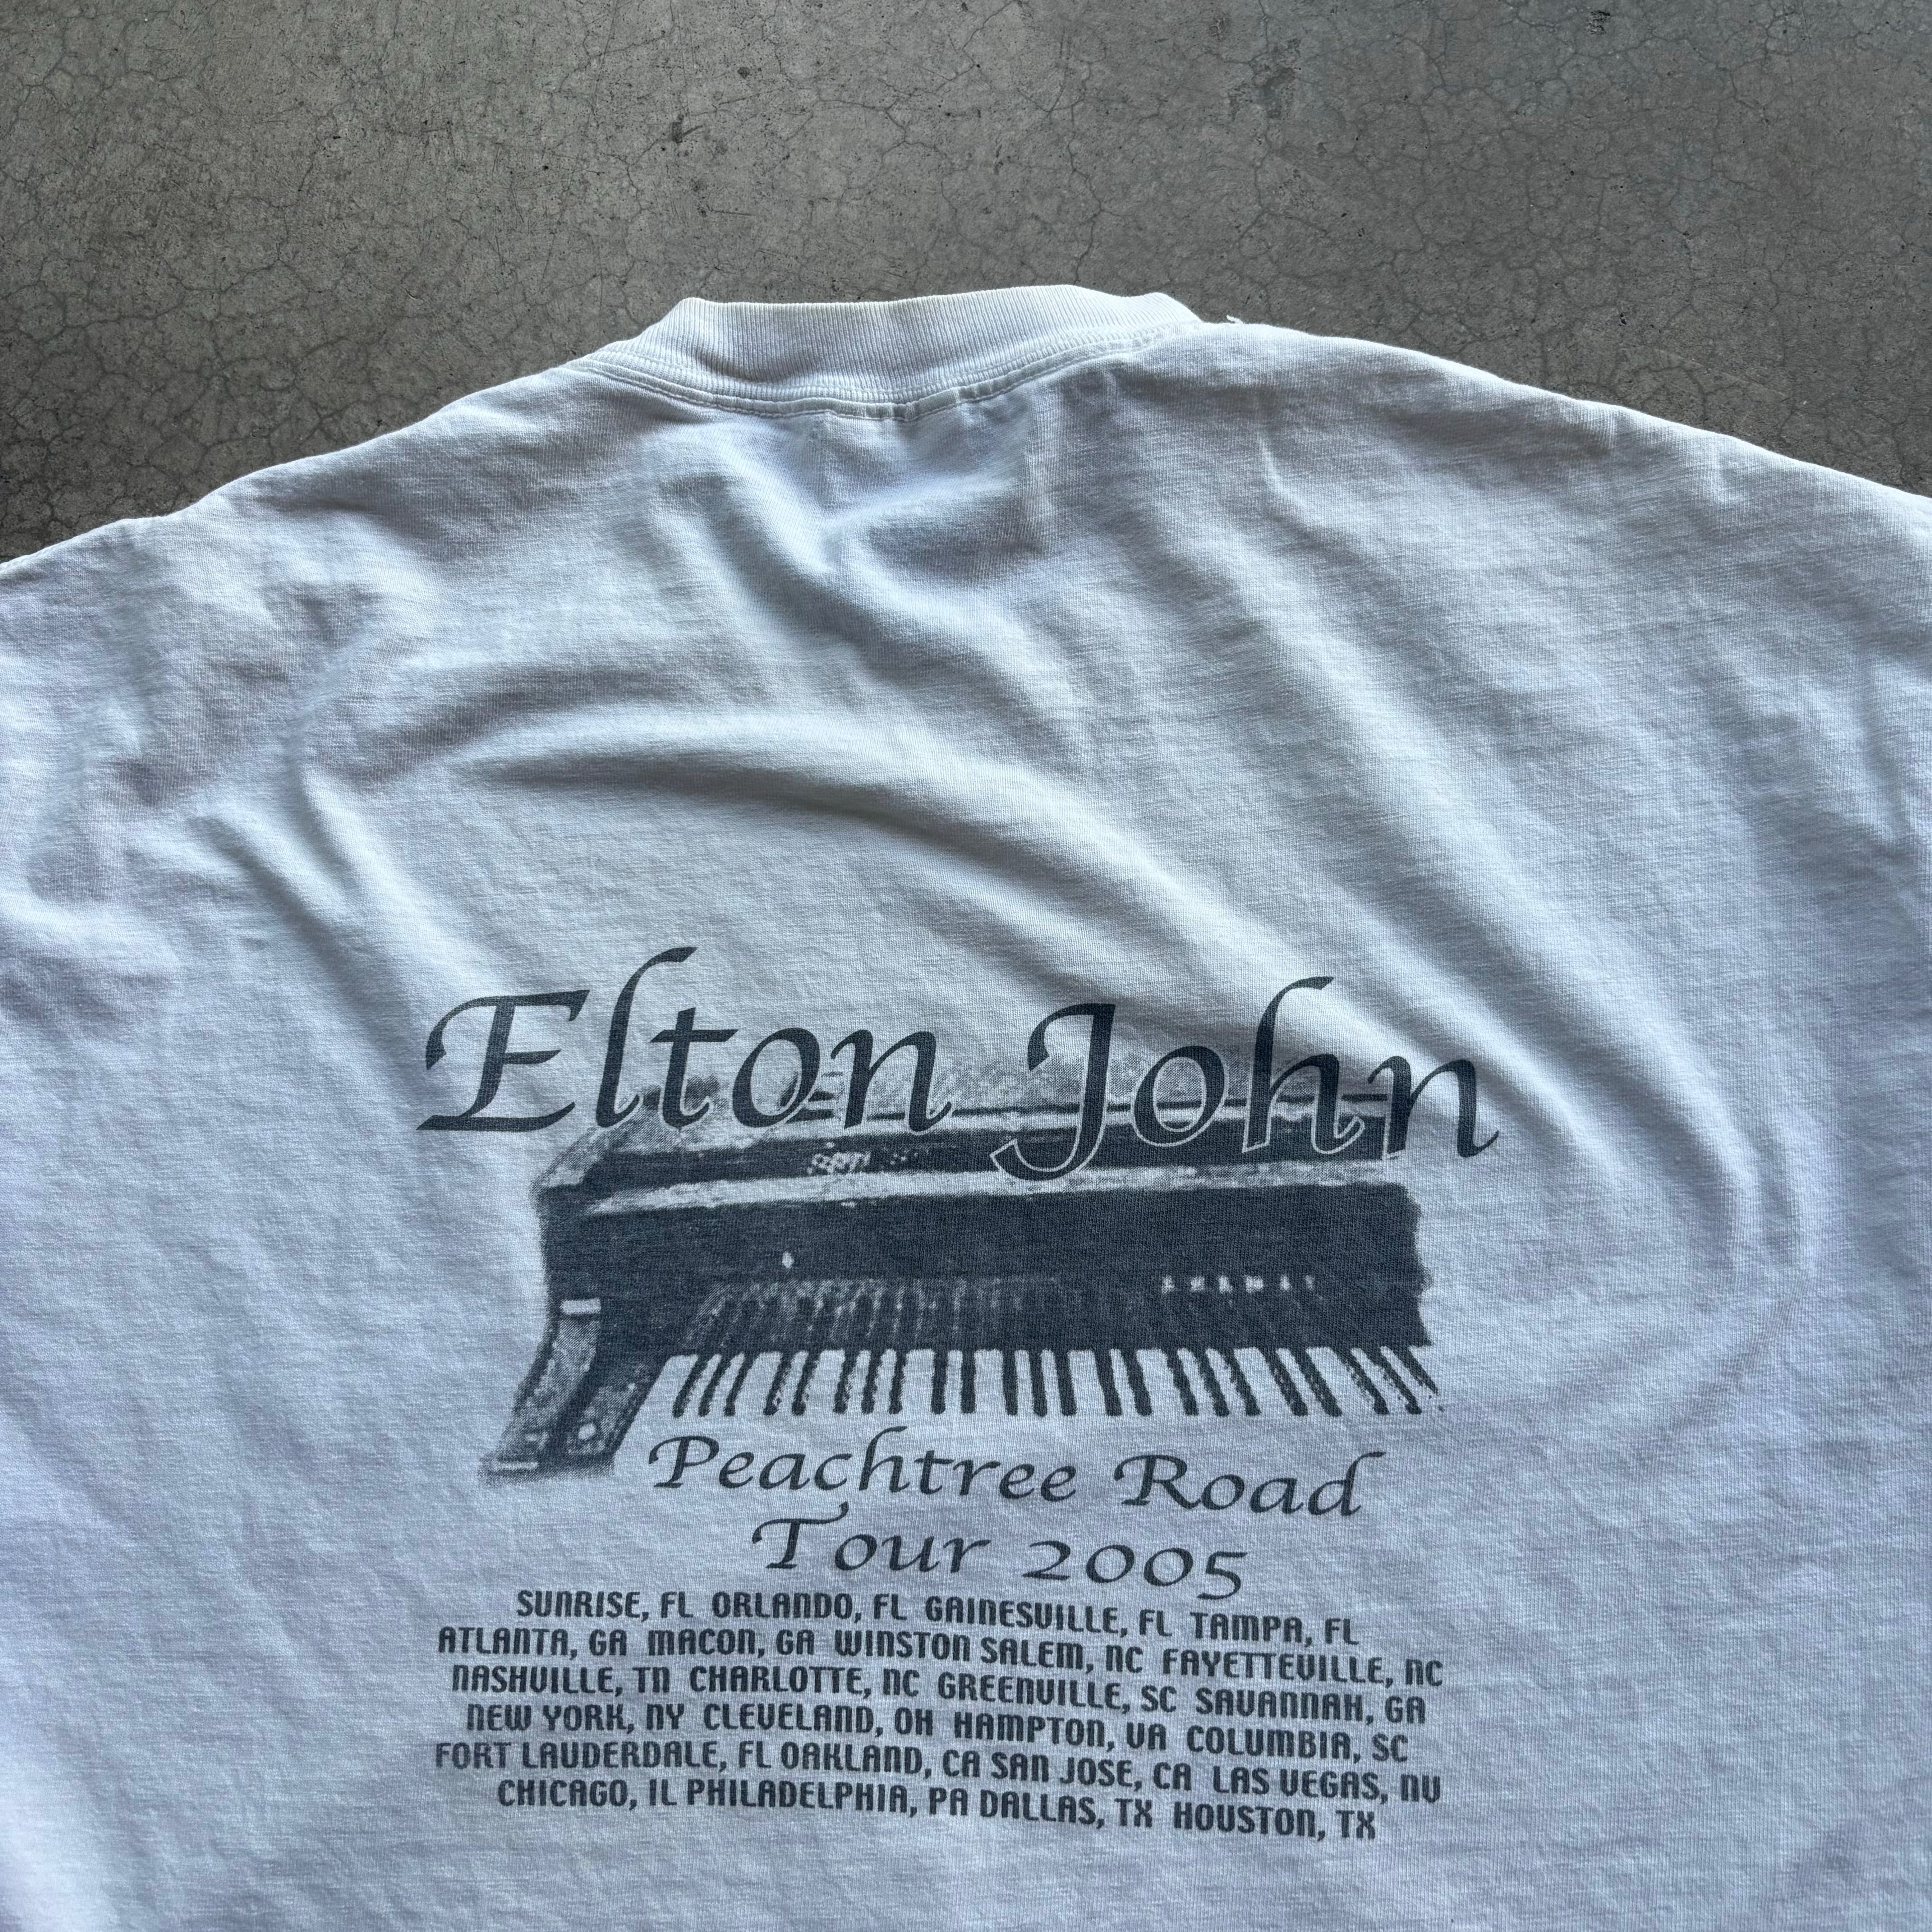 Elton John
Peachtree Road
Tour 2005
SUNRISE, FL ORLANDO, FL GAINESVILLE, FL TAMPA, FL
ATLANTA, GA MACON, GA WINSTON SALEM, NC FAYETTEVILLE, NC
NASHVILLE, TN CHARLOTTE, NC GREENVILLE, SC SAVANNAH, GA
NEW YORK, NY CLEVELAND, OH HAMPTON, VA COLUMBIA, SC
FORT LAUDERDALE, FL OAKLAND, CA SAN JOSE, CA LAS VEGAS, NV
CHICAGO, IL PHILADELPHIA, PA DALLAS, TX HOUSTON, TX